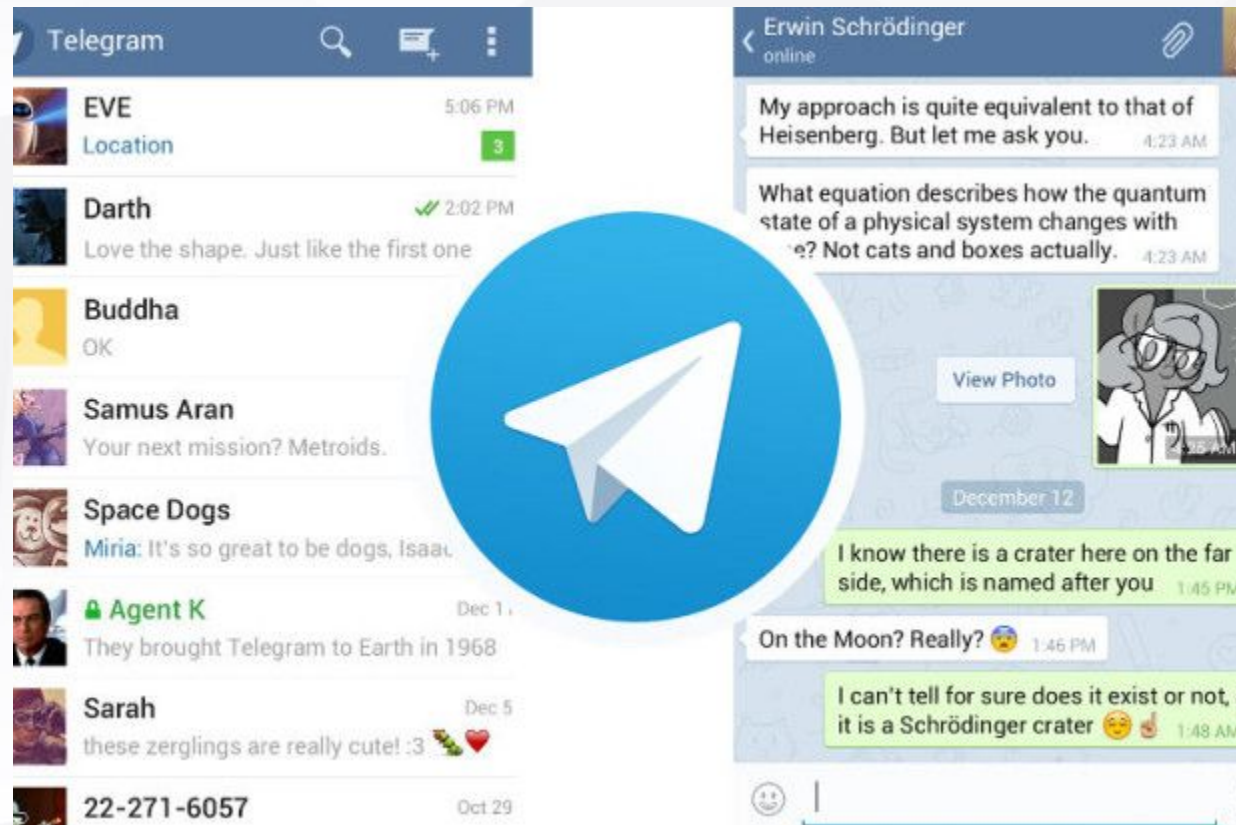 Telegram
EVE
5:06 PM
Location
3
Darth
2:02 PM
Love the shape. Just like the first one
Buddha
OK
Samus Aran
Your next mission? Metroids.
Space Dogs
Miria: It's so great to be dogs,
Agent K
Dec
They brought Telegram to Earth in 1968
Sarah
Dec 5
these zerglings are really cute! :3 🐛❤️
22-271-6057
Oct 29
Erwin Schrödinger
online
My approach is quite equivalent to that of
Heisenberg. But let me ask you.
4:23 AM
What equation describes how the quantum
state of a physical system changes with
Not cats and boxes actually.
4:23 AM
View Photo
AM
December 12
I know there is a crater here on the far
side, which is named after you
1:45 PM
On the Moon? Really? 😨
1:46 PM
I can't tell for sure does it exist or not,
it is a Schrödinger crater ☺️☝️
1:48 AM